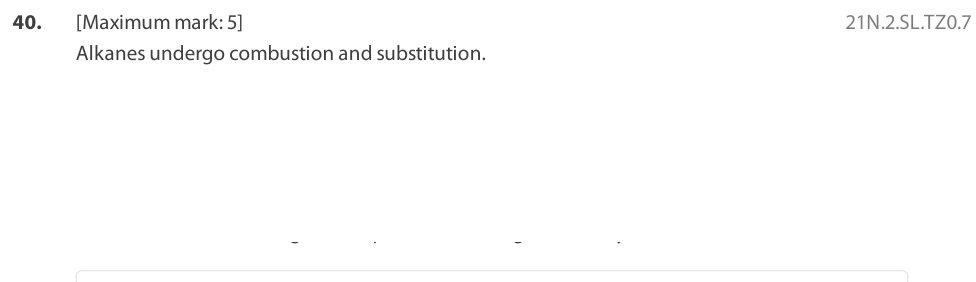 40. [Maximum mark: 5] 21N.2.SL.TZ0.7
Alkanes undergo combustion and substitution.